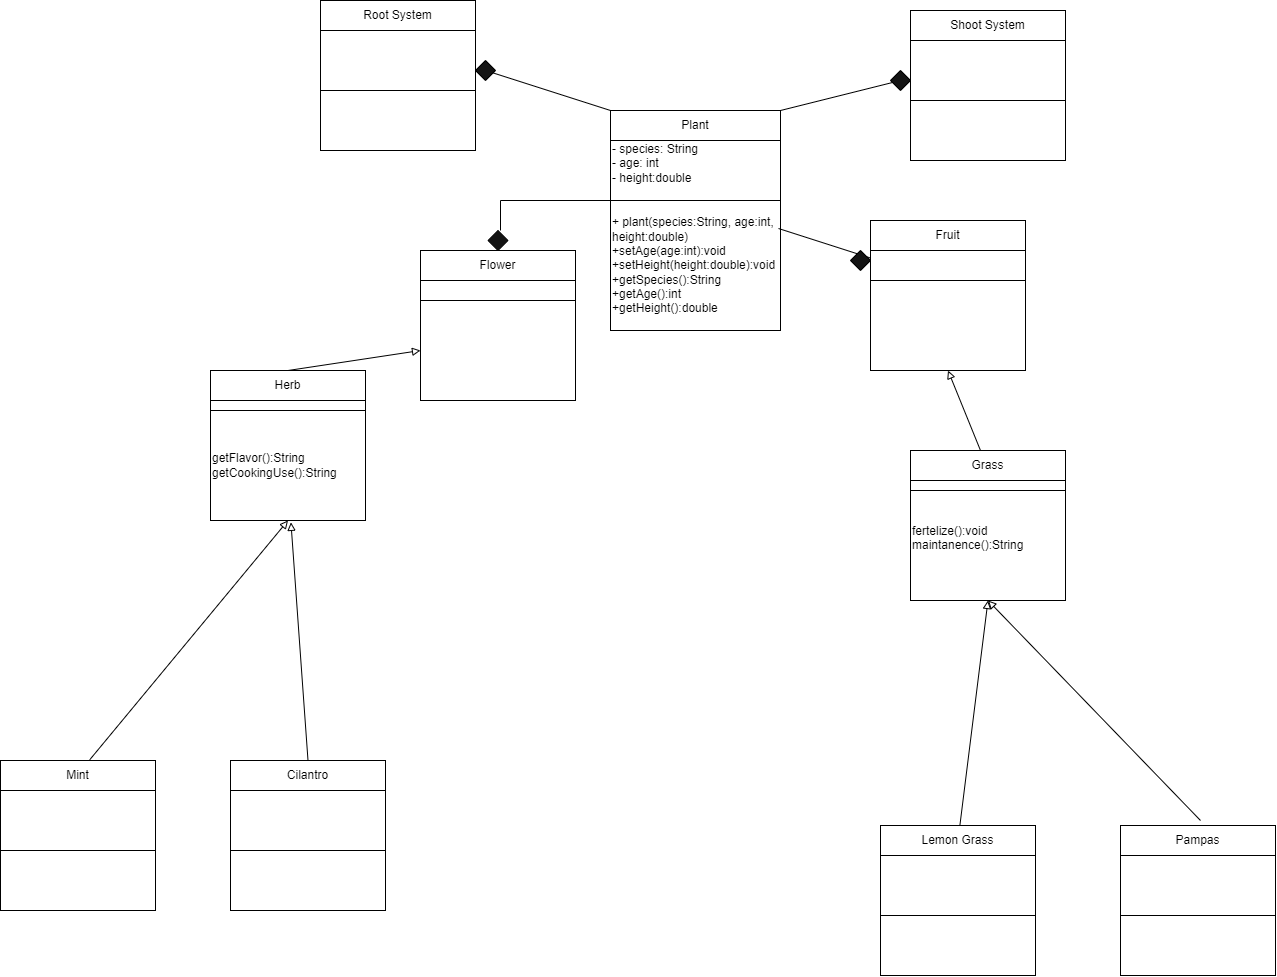 Root System
Shoot System
Plant
- species: String
- age: int
- height:double
+ plant(species:String, age:int,
height:double)
+setAge(age:int):void
+setHeight(height:double):void
+getSpecies():String
+getAge():int
+getHeight():double
Fruit
Flower
Herb
getFlavor():String
getCookingUse():String
Grass
fertelize():void
maintanence():String
Mint
Cilantro
Lemon Grass
Pampas